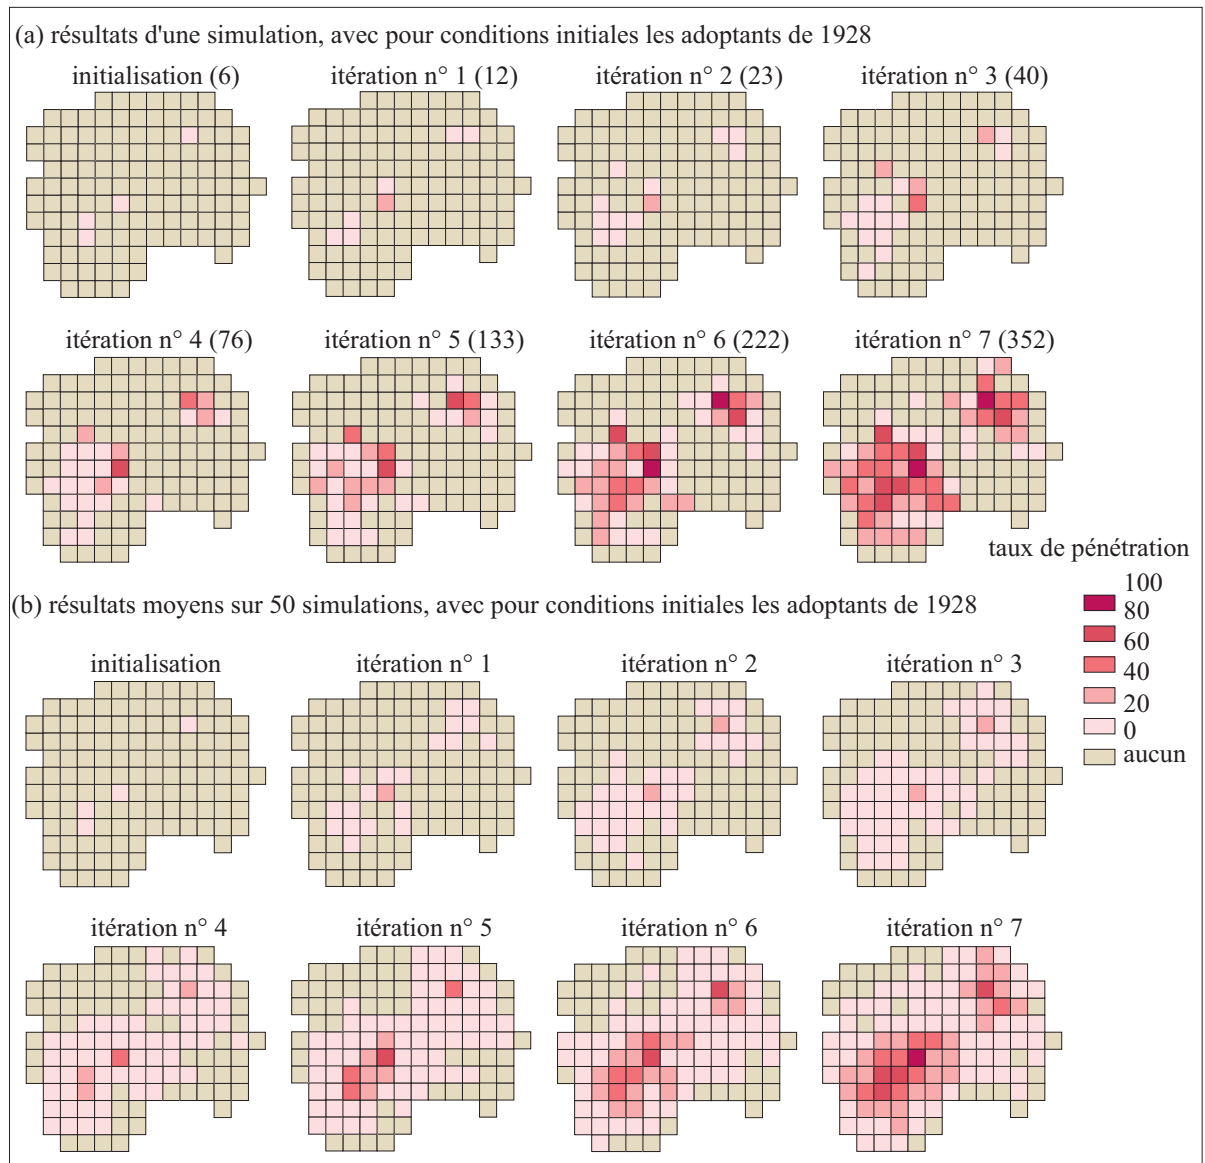 (a) résultats d'une simulation, avec pour conditions initiales les adoptants de 1928
initialisation (6)
itération n° 1 (12)
itération n° 2 (23)
itération n° 3 (40)
itération n° 4 (76)
itération n° 5 (133)
itération n° 6 (222)
itération n° 7 (352)
taux de pénétration
100
80
60
40
20
0
aucun
(b) résultats moyens sur 50 simulations, avec pour conditions initiales les adoptants de 1928
initialisation
itération n° 1
itération n° 2
itération n° 3
itération n° 4
itération n° 5
itération n° 6
itération n° 7